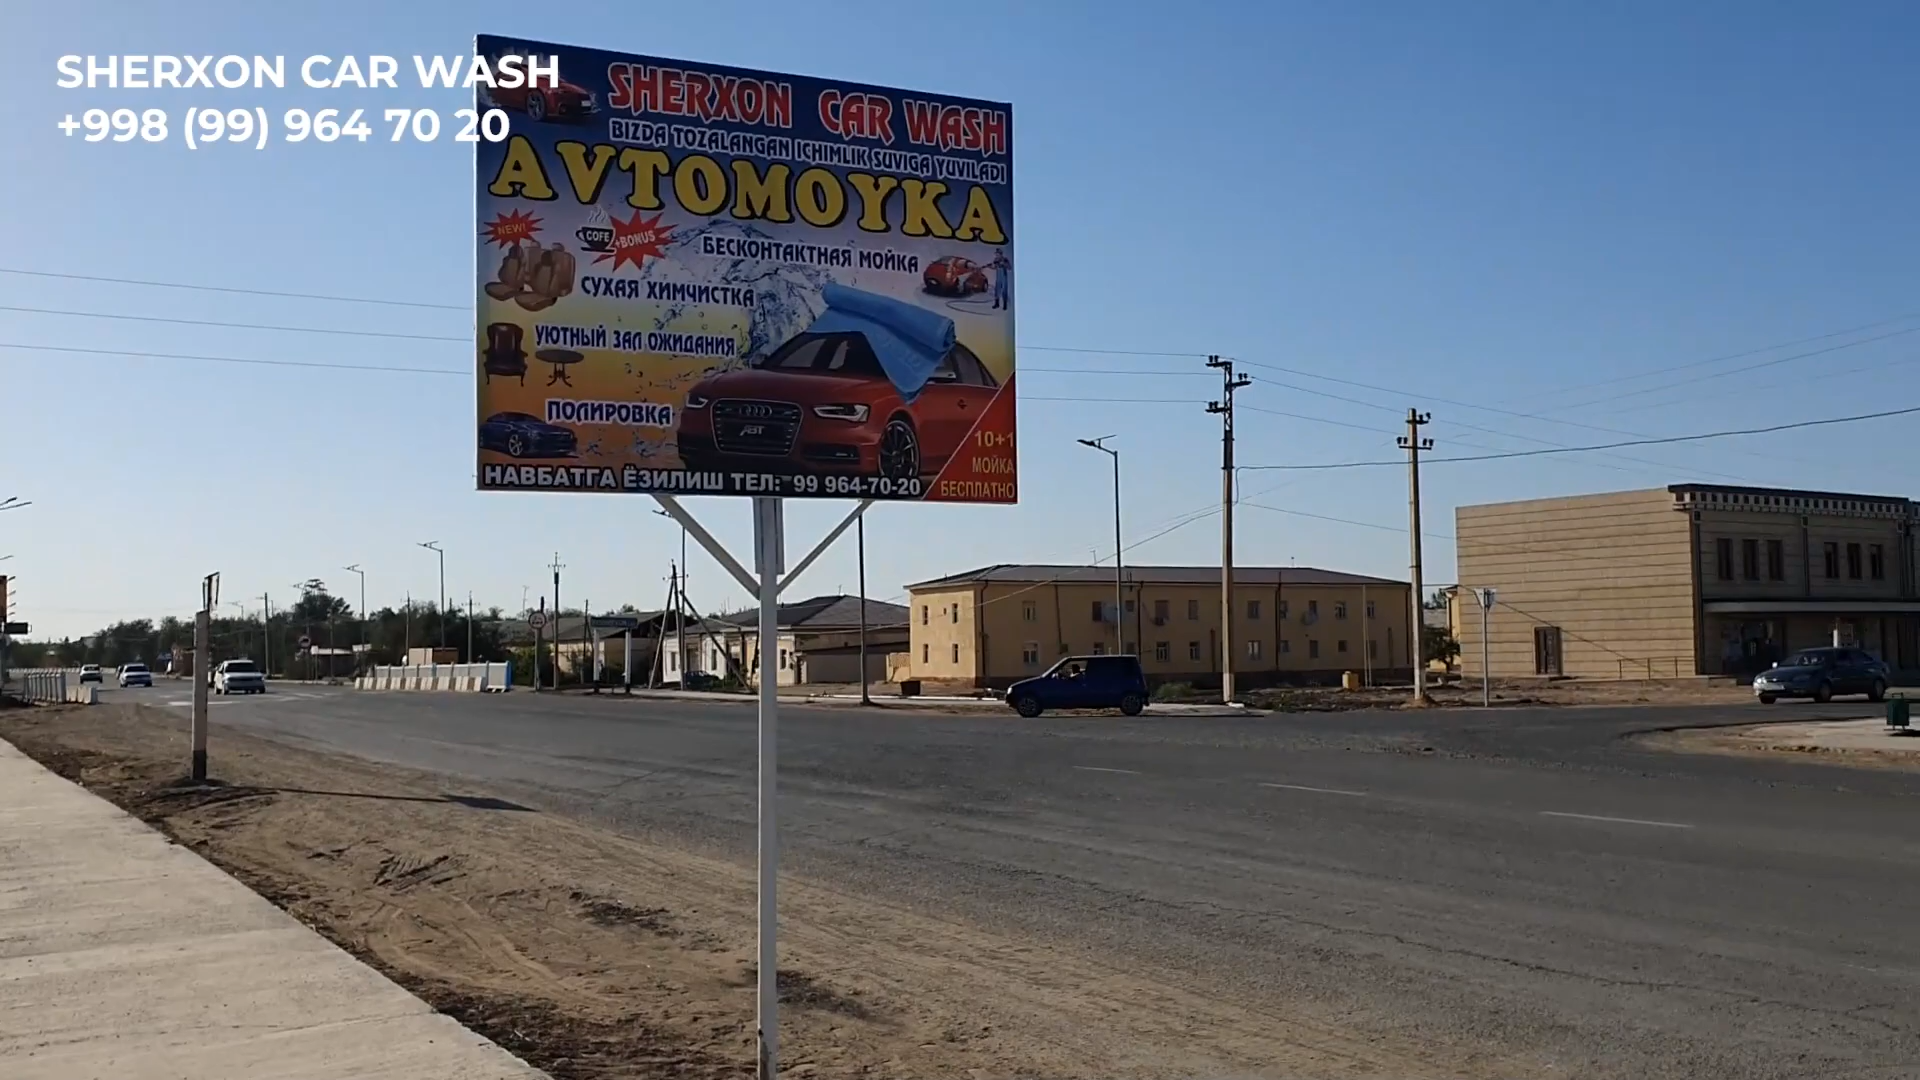 SHERXON CAR WASH
+998 (99) 964 70 20
SHERXON CAR WASH
BIZDA TOZALANGAN ICHIMLIK SUVIGA YUVILADI
AVTOMOYKA
NEW!
COFE
+BONUS
БЕСКОНТАКТНАЯ МОЙКА
СУХАЯ ХИМЧИСТКА
УЮТНЫЙ ЗАЛ ОЖИДАНИЯ
ПОЛИРОВКА
ABT
10+1
МОЙКА
БЕСПЛАТНО
НАВБАТГА ЁЗИЛИШ ТЕЛ: 99 964-70-20